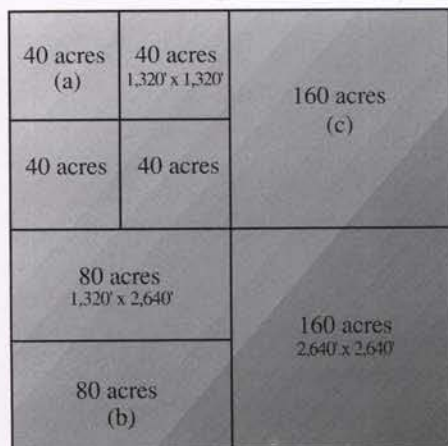 40 acres
(a)
40 acres
1,320' x 1,320'
160 acres
(c)
40 acres
40 acres
80 acres
1,320' x 2,640'
160 acres
2,640' x 2,640'
80 acres
(b)